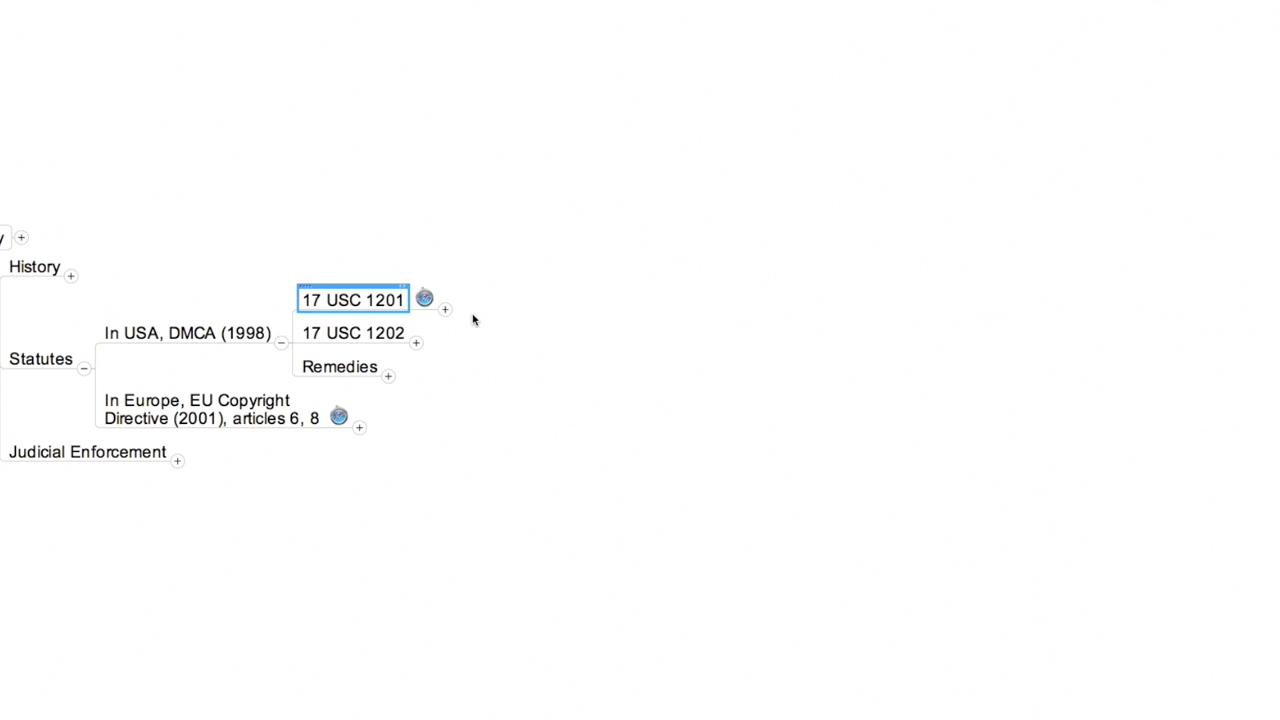 y
History
17 USC 1201
In USA, DMCA (1998)
17 USC 1202
Statutes
Remedies
In Europe, EU Copyright
Directive (2001), articles 6, 8
Judicial Enforcement